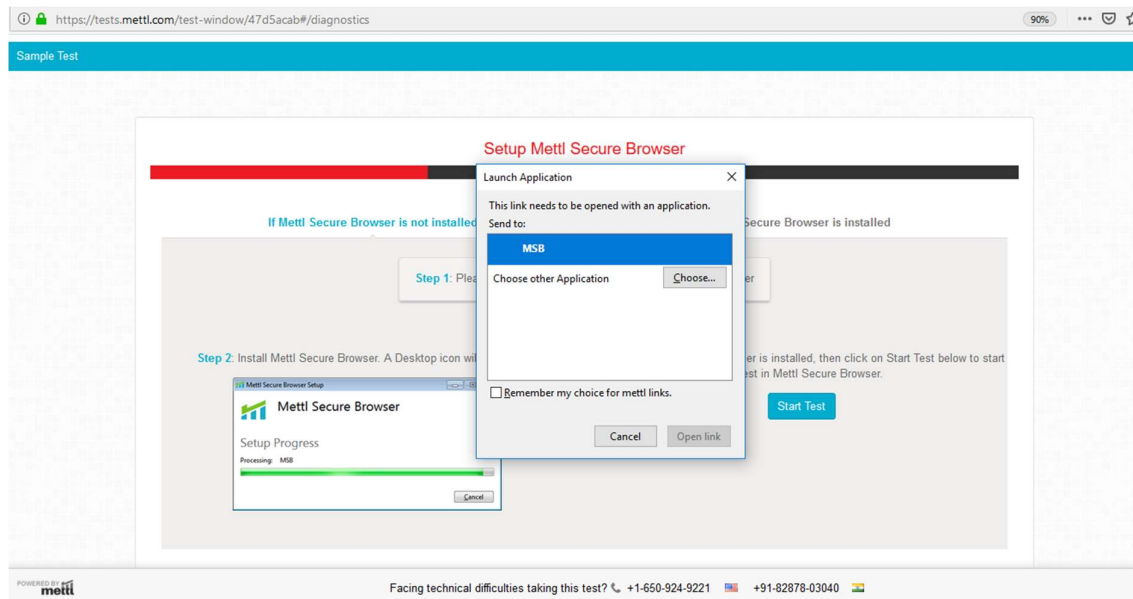 https://tests.mettl.com/test-window/47d5acab#/diagnostics
90%
Sample Test
Setup Mettl Secure Browser
Launch Application
This link needs to be opened with an application.
Send to:
MSB
Choose other Application
Choose...
Remember my choice for mettl links.
Cancel
Open link
If Mettl Secure Browser is not installed
Secure Browser is installed
Step 1: Plea
er
Step 2: Install Mettl Secure Browser. A Desktop icon wil
er is installed, then click on Start Test below to start
est in Mettl Secure Browser.
Start Test
Mettl Secure Browser Setup
Mettl Secure Browser
Setup Progress
Processing: MSB
Cancel
POWERED BY
mettl
Facing technical difficulties taking this test? +1-650-924-9221 +91-82878-03040